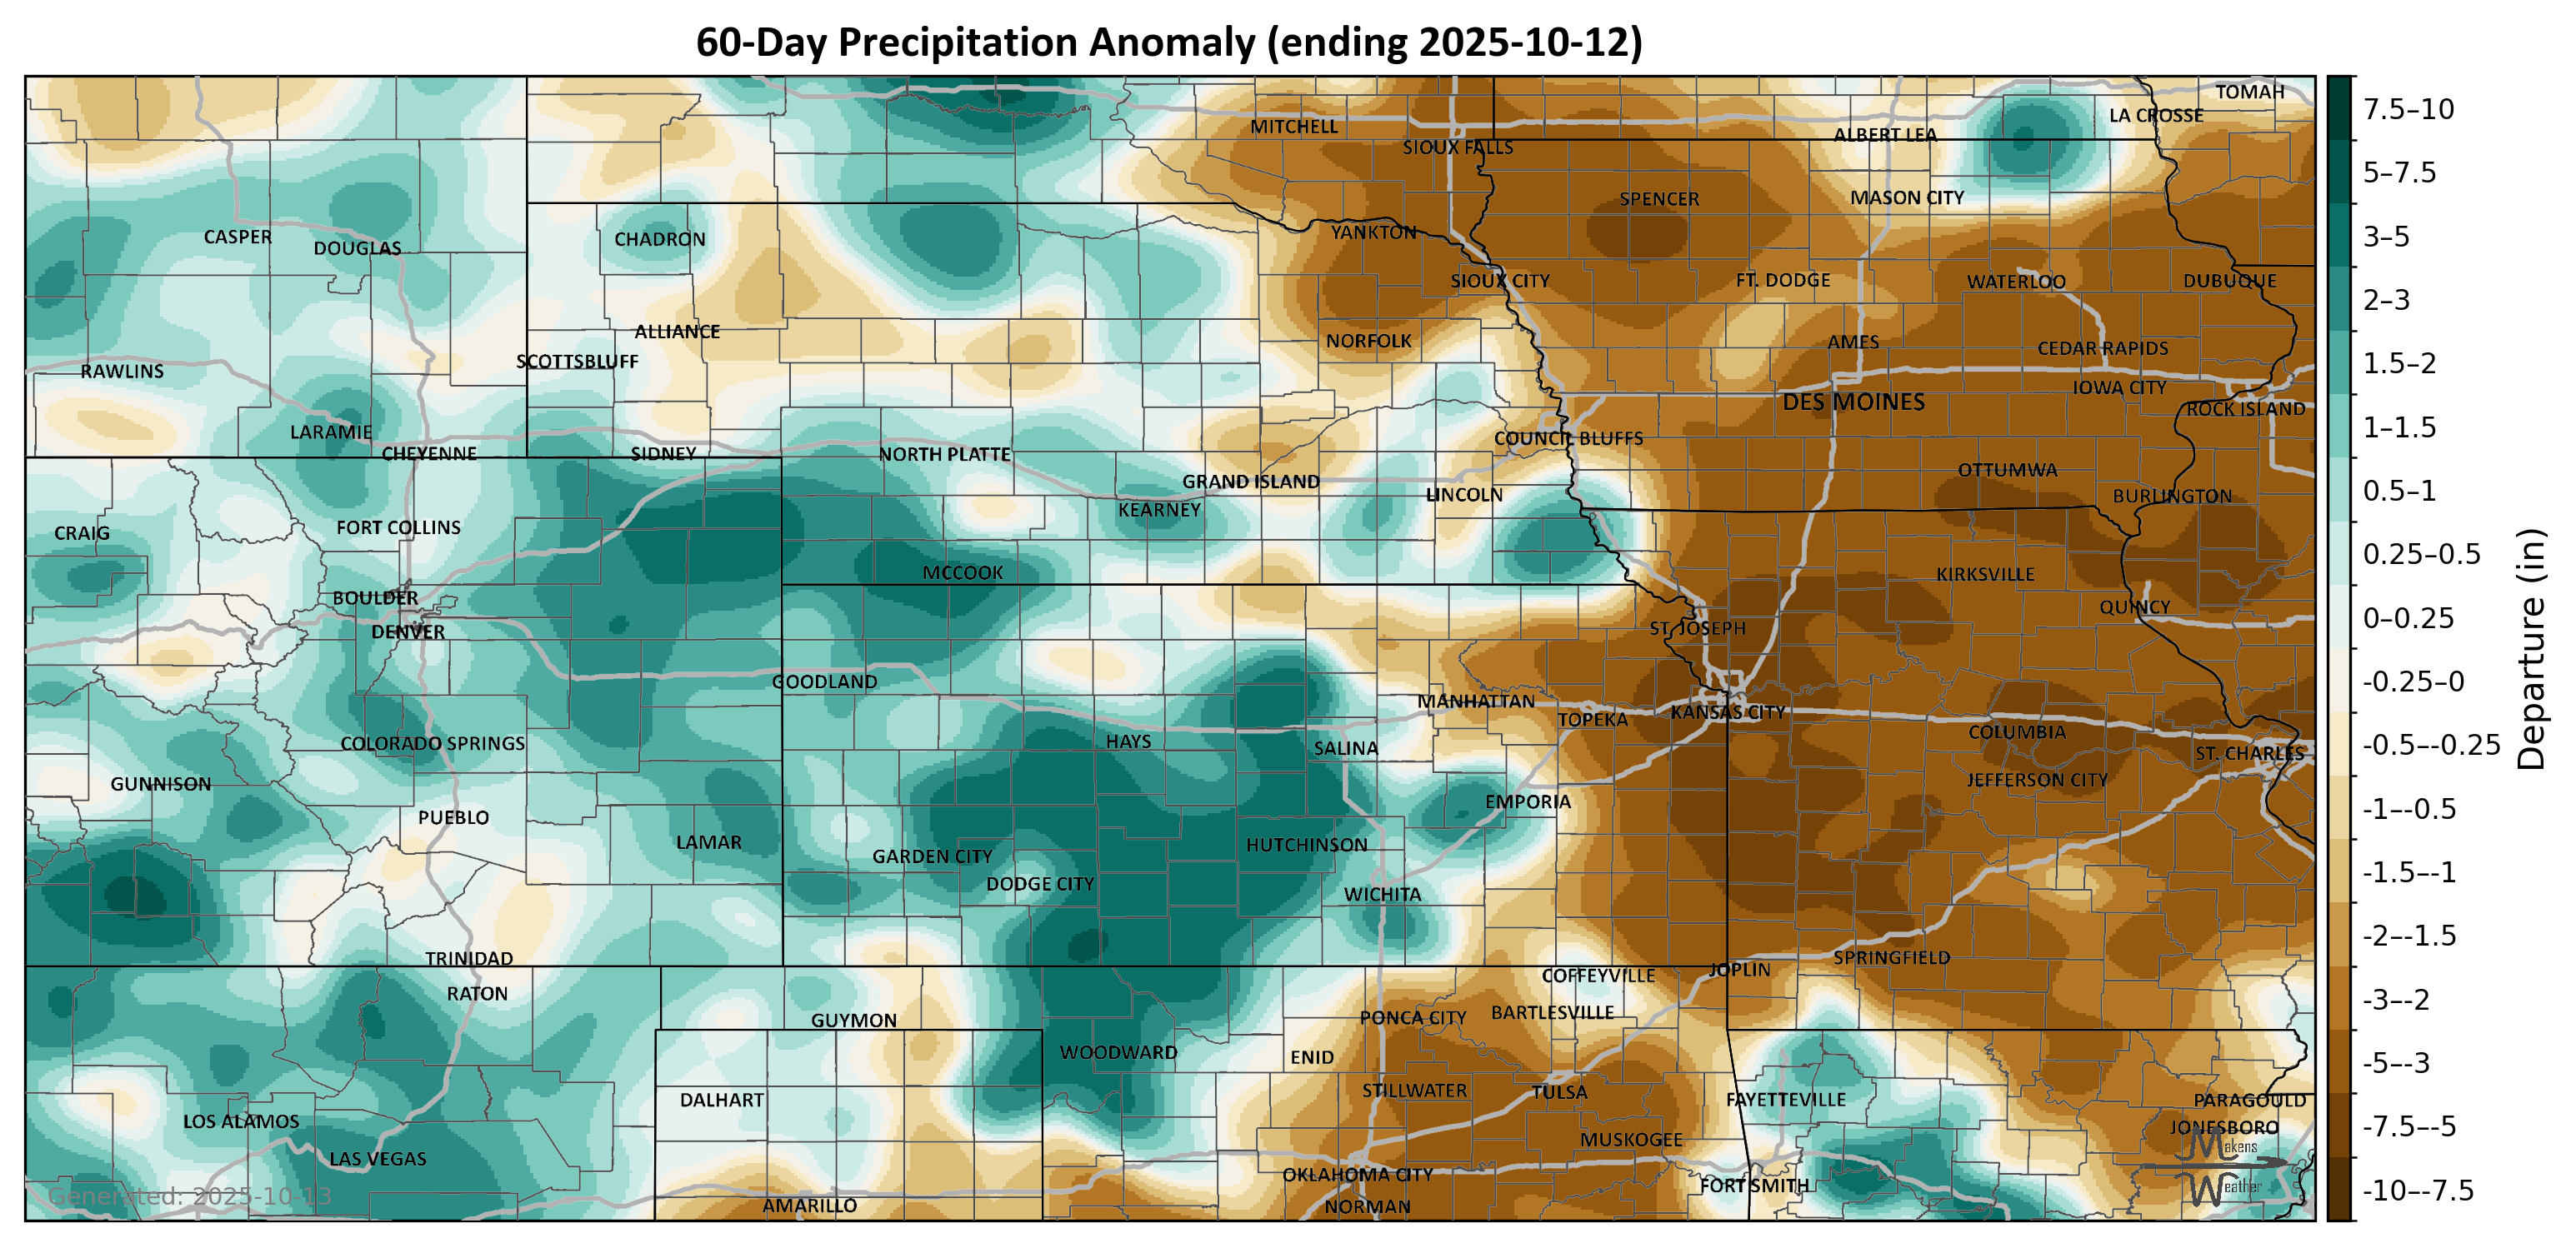 60-Day Precipitation Anomaly (ending 2025-10-12)
TOMAH
LA CROSSE
MITCHELL
ALBERT LEA
SIOUX FALLS
SPENCER
MASON CITY
YANKTON
CASPER
DOUGLAS
CHADRON
SIOUX CITY
FT. DODGE
WATERLOO
DUBUQUE
ALLIANCE
NORFOLK
AMES
CEDAR RAPIDS
SCOTTSBLUFF
RAWLINS
IOWA CITY
DES MOINES
ROCK ISLAND
LARAMIE
COUNCIL BLUFFS
CHEYENNE
SIDNEY
NORTH PLATTE
OTTUMWA
GRAND ISLAND
LINCOLN
BURLINGTON
KEARNEY
CRAIG
FORT COLLINS
MCCOOK
KIRKSVILLE
BOULDER
QUINCY
DENVER
ST. JOSEPH
GOODLAND
MANHATTAN
TOPEKA
KANSAS CITY
COLUMBIA
COLORADO SPRINGS
HAYS
SALINA
ST. CHARLES
GUNNISON
JEFFERSON CITY
EMPORIA
PUEBLO
LAMAR
HUTCHINSON
GARDEN CITY
DODGE CITY
WICHITA
TRINIDAD
SPRINGFIELD
JOPLIN
COFFEYVILLE
RATON
GUYMON
PONCA CITY
BARTLESVILLE
WOODWARD
ENID
STILLWATER
TULSA
DALHART
FAYETTEVILLE
PARAGOULD
LOS ALAMOS
JONESBORO
MUSKOGEE
LAS VEGAS
OKLAHOMA CITY
FORT SMITH
AMARILLO
NORMAN
Generated: 2025-10-13
Makens
Weather
7.5–10
5–7.5
3–5
2–3
1.5–2
1–1.5
0.5–1
0.25–0.5
0–0.25
-0.25–0
-0.5–-0.25
-1–-0.5
-1.5–-1
-2–-1.5
-3–-2
-5–-3
-7.5–-5
-10–-7.5
Departure (in)